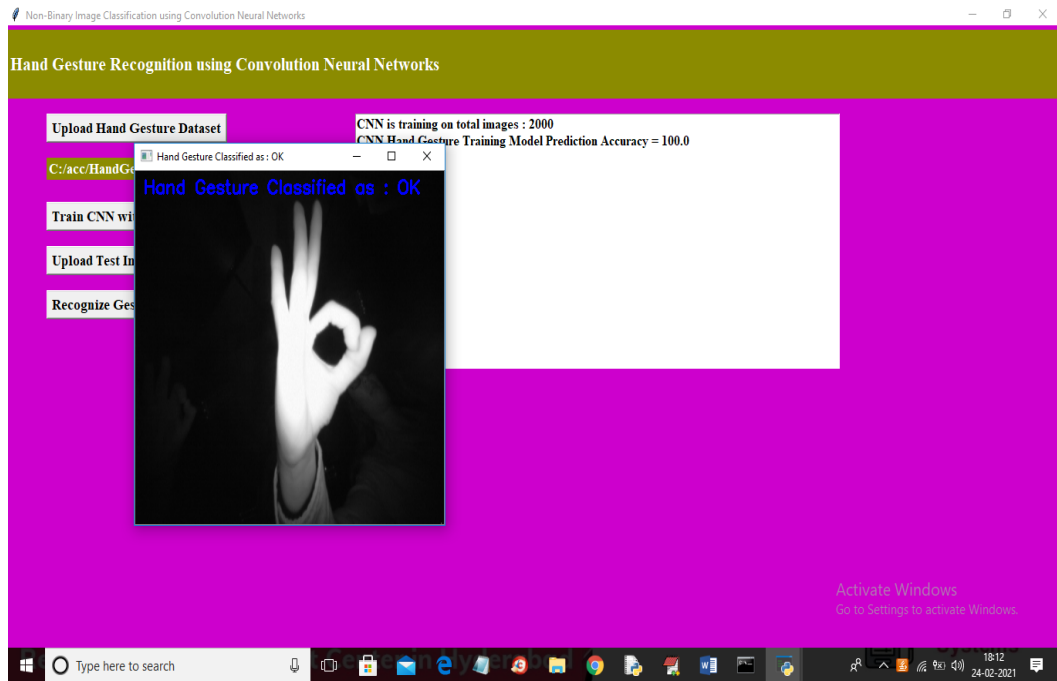 Non-Binary Image Classification using Convolution Neural Networks
Hand Gesture Recognition using Convolution Neural Networks
Upload Hand Gesture Dataset
CNN is training on total images : 2000
CNN Hand Gesture Training Model Prediction Accuracy = 100.0
Hand Gesture Classified as : OK
C:/acc/HandGe
Hand Gesture Classified as : OK
Train CNN wi
Upload Test Im
Recognize Ges
Activate Windows
Go to Settings to activate Windows.
Type here to search
18:12
24-02-2021